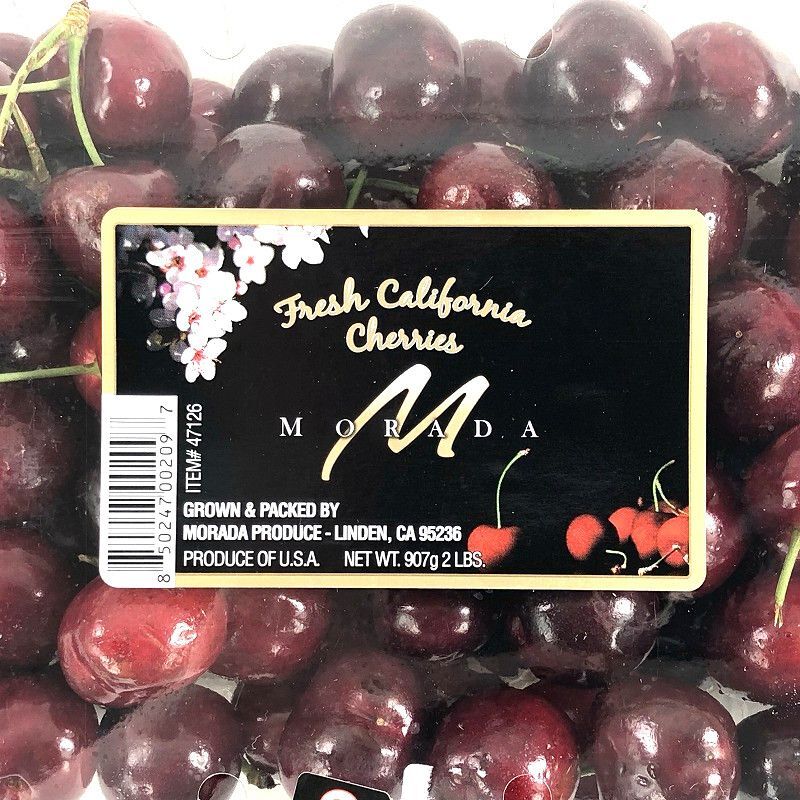 Fresh California
Cherries
M
MORADA
ITEM# 47126
8 50247 00209 7
GROWN & PACKED BY
MORADA PRODUCE - LINDEN, CA 95236
PRODUCE OF U.S.A. NET WT. 907g 2 LBS.